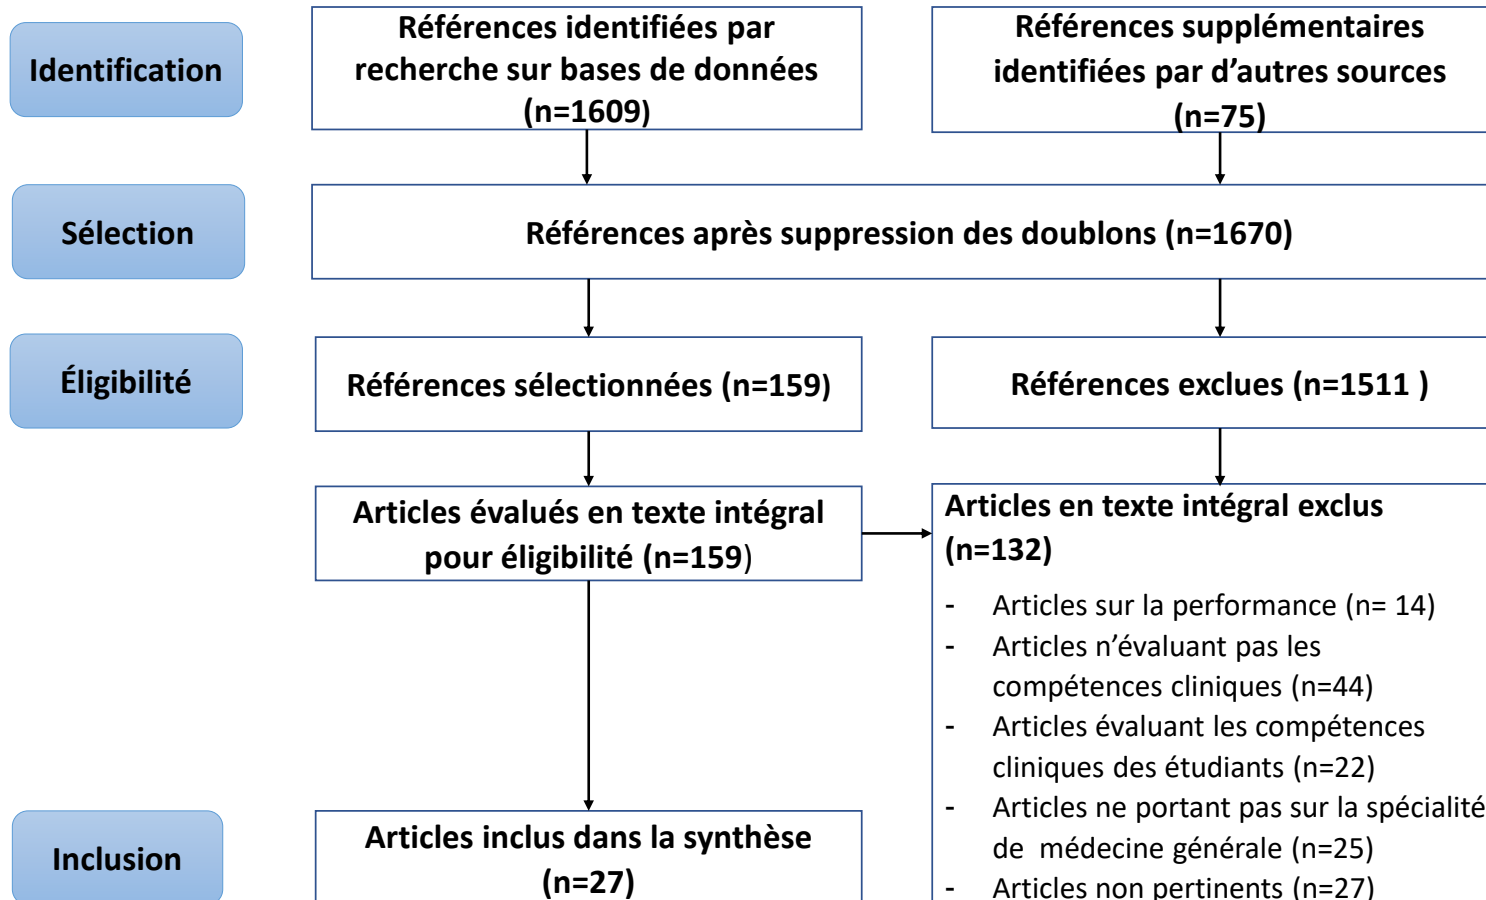 Identification
Références identifiées par
recherche sur bases de données
(n=1609)
Références supplémentaires
identifiées par d’autres sources
(n=75)
Sélection
Références après suppression des doublons (n=1670)
Éligibilité
Références sélectionnées (n=159)
Références exclues (n=1511 )
Articles évalués en texte intégral
pour éligibilité (n=159)
Articles en texte intégral exclus
(n=132)
- Articles sur la performance (n= 14)
- Articles n’évaluant pas les
compétences cliniques (n=44)
- Articles évaluant les compétences
cliniques des étudiants (n=22)
- Articles ne portant pas sur la spécialité
de médecine générale (n=25)
- Articles non pertinents (n=27)
Inclusion
Articles inclus dans la synthèse
(n=27)